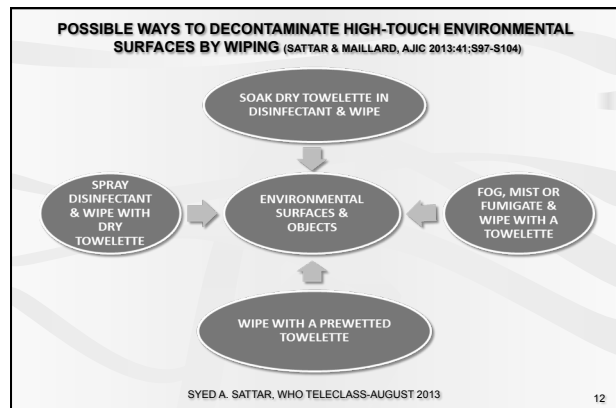 POSSIBLE WAYS TO DECONTAMINATE HIGH-TOUCH ENVIRONMENTAL
SURFACES BY WIPING (SATTAR & MAILLARD, AJIC 2013:41;S97-S104)
SOAK DRY TOWELETTE IN
DISINFECTANT & WIPE
SPRAY
DISINFECTANT
& WIPE WITH
DRY
TOWELETTE
ENVIRONMENTAL
SURFACES &
OBJECTS
FOG, MIST OR
FUMIGATE &
WIPE WITH A
TOWELETTE
WIPE WITH A PREWETTED
TOWELETTE
SYED A. SATTAR, WHO TELECLASS-AUGUST 2013
12